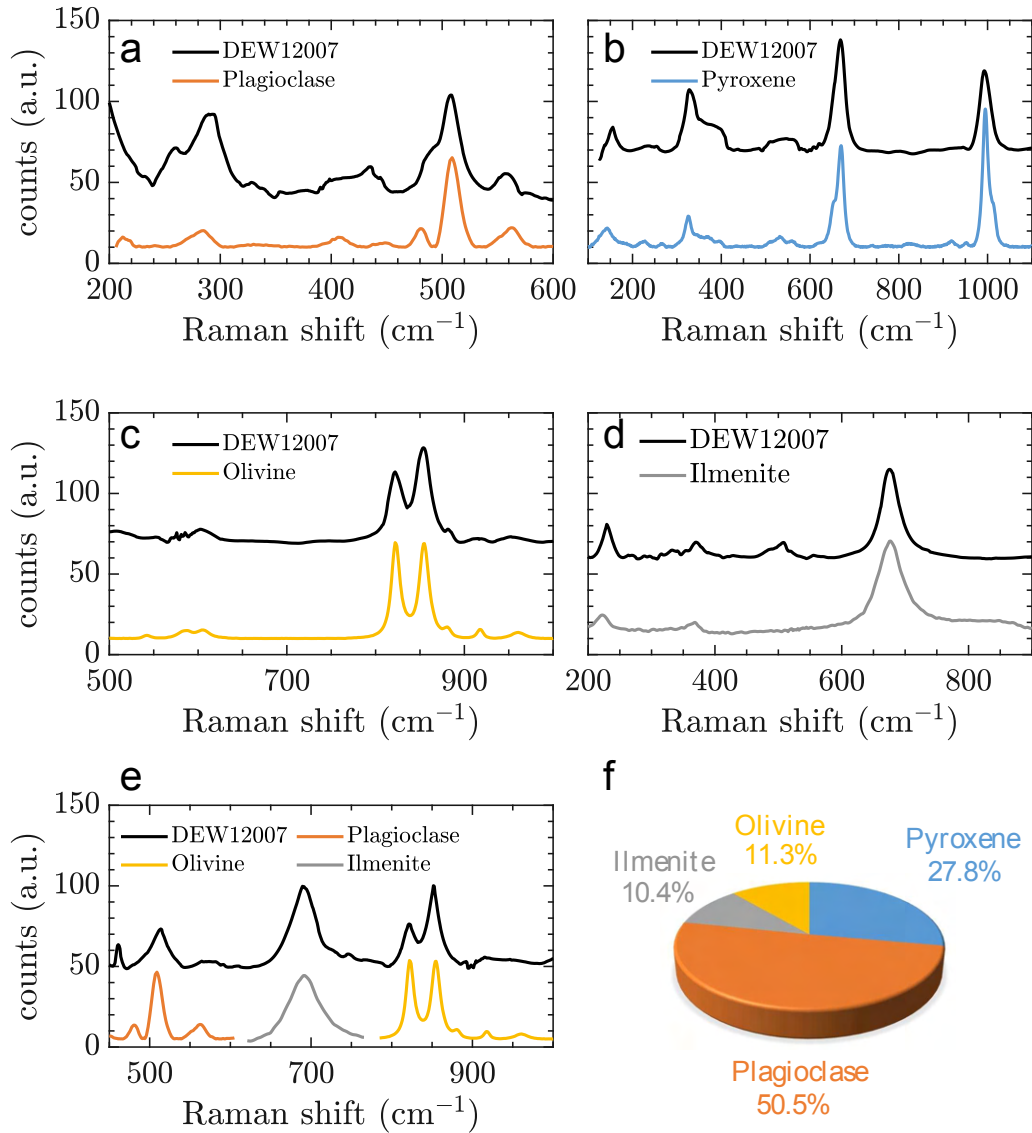 a
DEW12007
Plagioclase
150
100
50
0
counts (a.u.)
200 300 400 500 600
Raman shift (cm⁻¹)
b
DEW12007
Pyroxene
200 400 600 800 1000
Raman shift (cm⁻¹)
c
DEW12007
Olivine
150
100
50
0
counts (a.u.)
500 700 900
Raman shift (cm⁻¹)
d
DEW12007
Ilmenite
200 400 600 800
Raman shift (cm⁻¹)
e
DEW12007 Plagioclase
Olivine Ilmenite
150
100
50
0
counts (a.u.)
500 700 900
Raman shift (cm⁻¹)
f
Olivine
11.3%
Pyroxene
27.8%
Ilmenite
10.4%
Plagioclase
50.5%